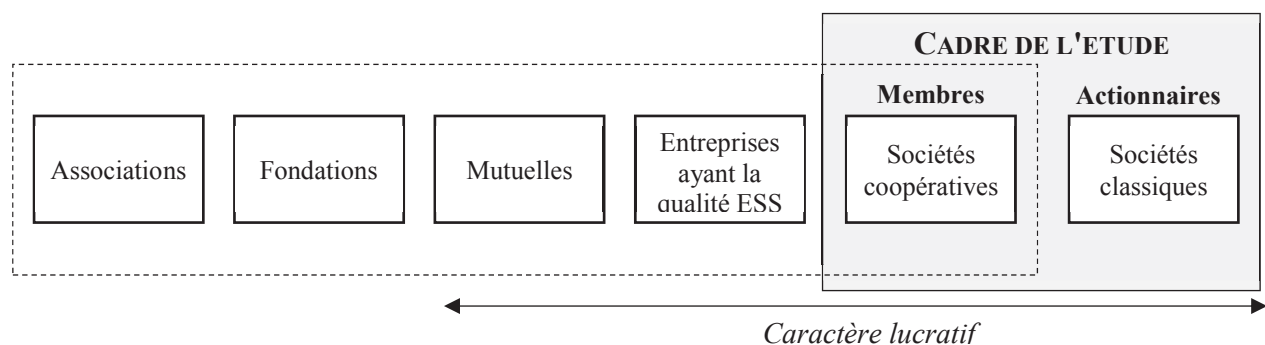 CADRE DE L'ETUDE
Membres
Actionnaires
Associations
Fondations
Mutuelles
Entreprises
ayant la
qualité ESS
Sociétés
coopératives
Sociétés
classiques
Caractère lucratif